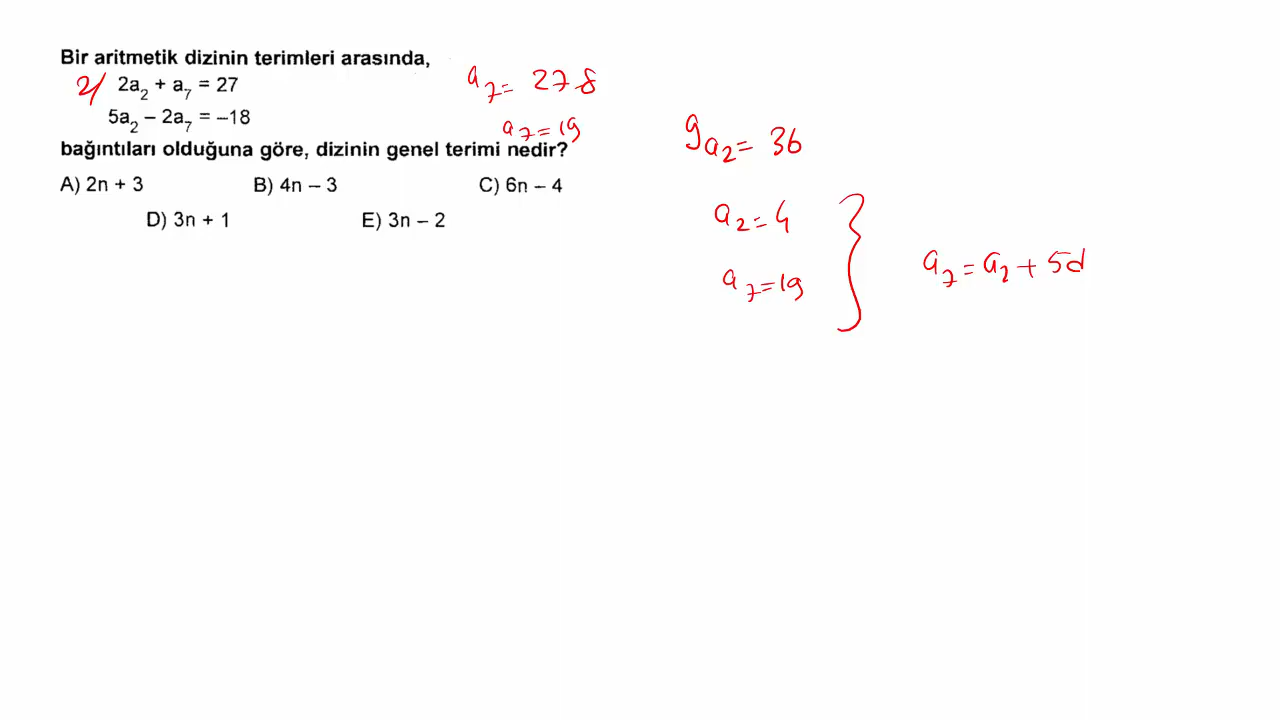 Bir aritmetik dizinin terimleri arasında,
2/ 2a₂ + a₇ = 27
5a₂ – 2a₇ = –18
bağıntıları olduğuna göre, dizinin genel terimi nedir?
A) 2n + 3 B) 4n – 3 C) 6n – 4
D) 3n + 1 E) 3n – 2
a₇ = 27-8
a₇ = 19
9a₂ = 36
a₂ = 4
a₇ = 19
a₇ = a₂ + 5d